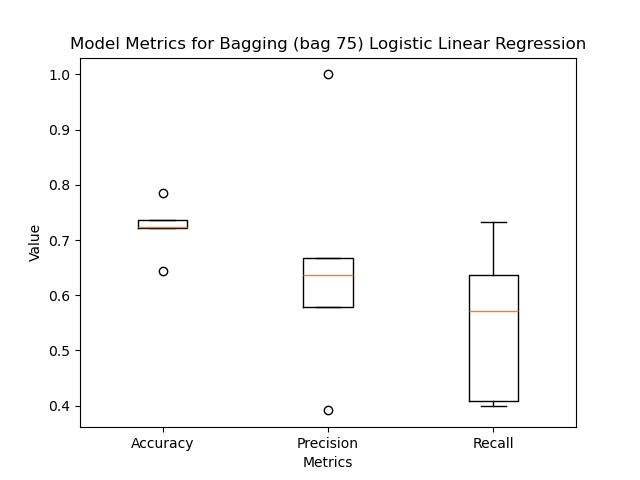 Model Metrics for Bagging (bag 75) Logistic Linear Regression
1.0
0.9
0.8
0.7
0.6
0.5
0.4
Value
Accuracy Precision Recall
Metrics